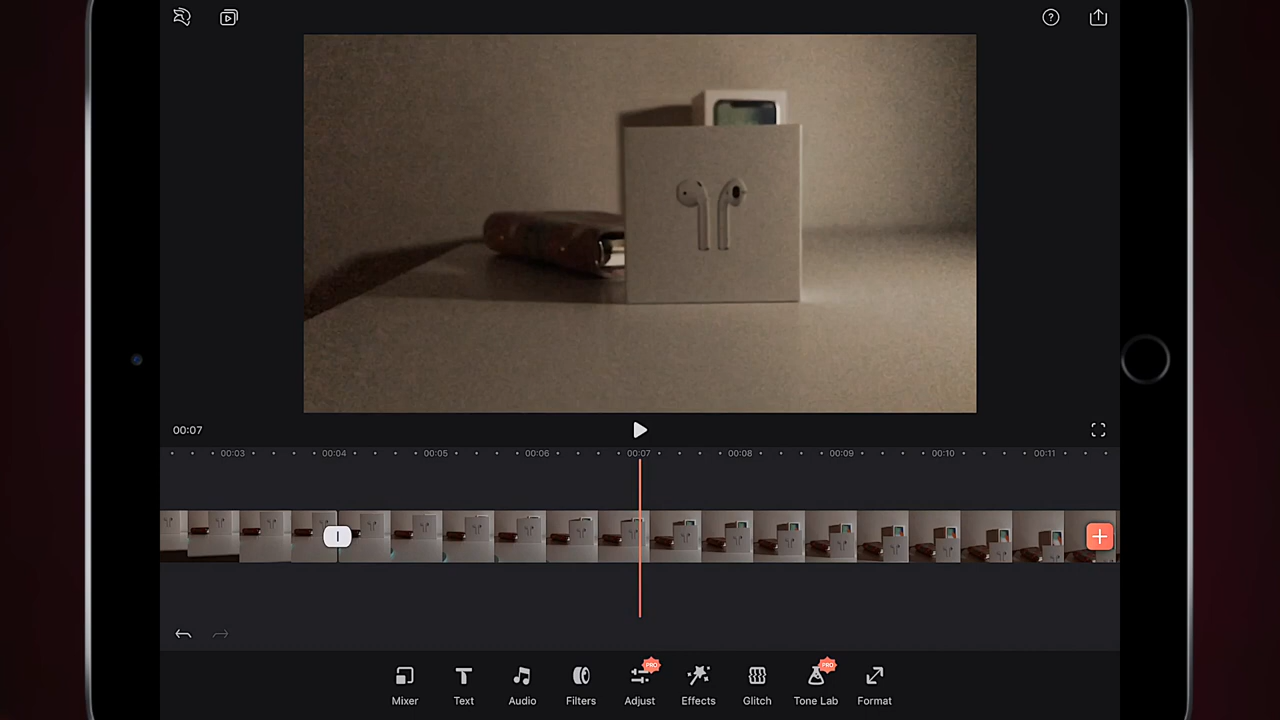 00:07
00:03 00:04 00:05 00:06 00:07 00:08 00:09 00:10 00:11
PRO PRO
Mixer Text Audio Filters Adjust Effects Glitch Tone Lab Format